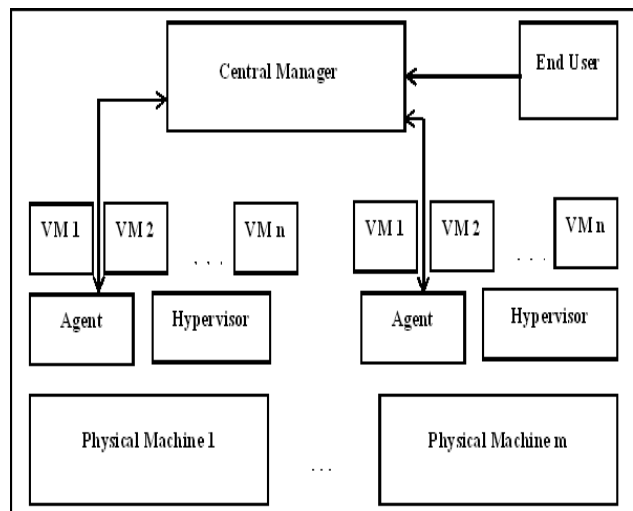 Central Manager
End User
VM 1
VM 2
. . .
VM n
VM 1
VM 2
. . .
VM n
Agent
Hypervisor
Agent
Hypervisor
Physical Machine 1
. . .
Physical Machine m